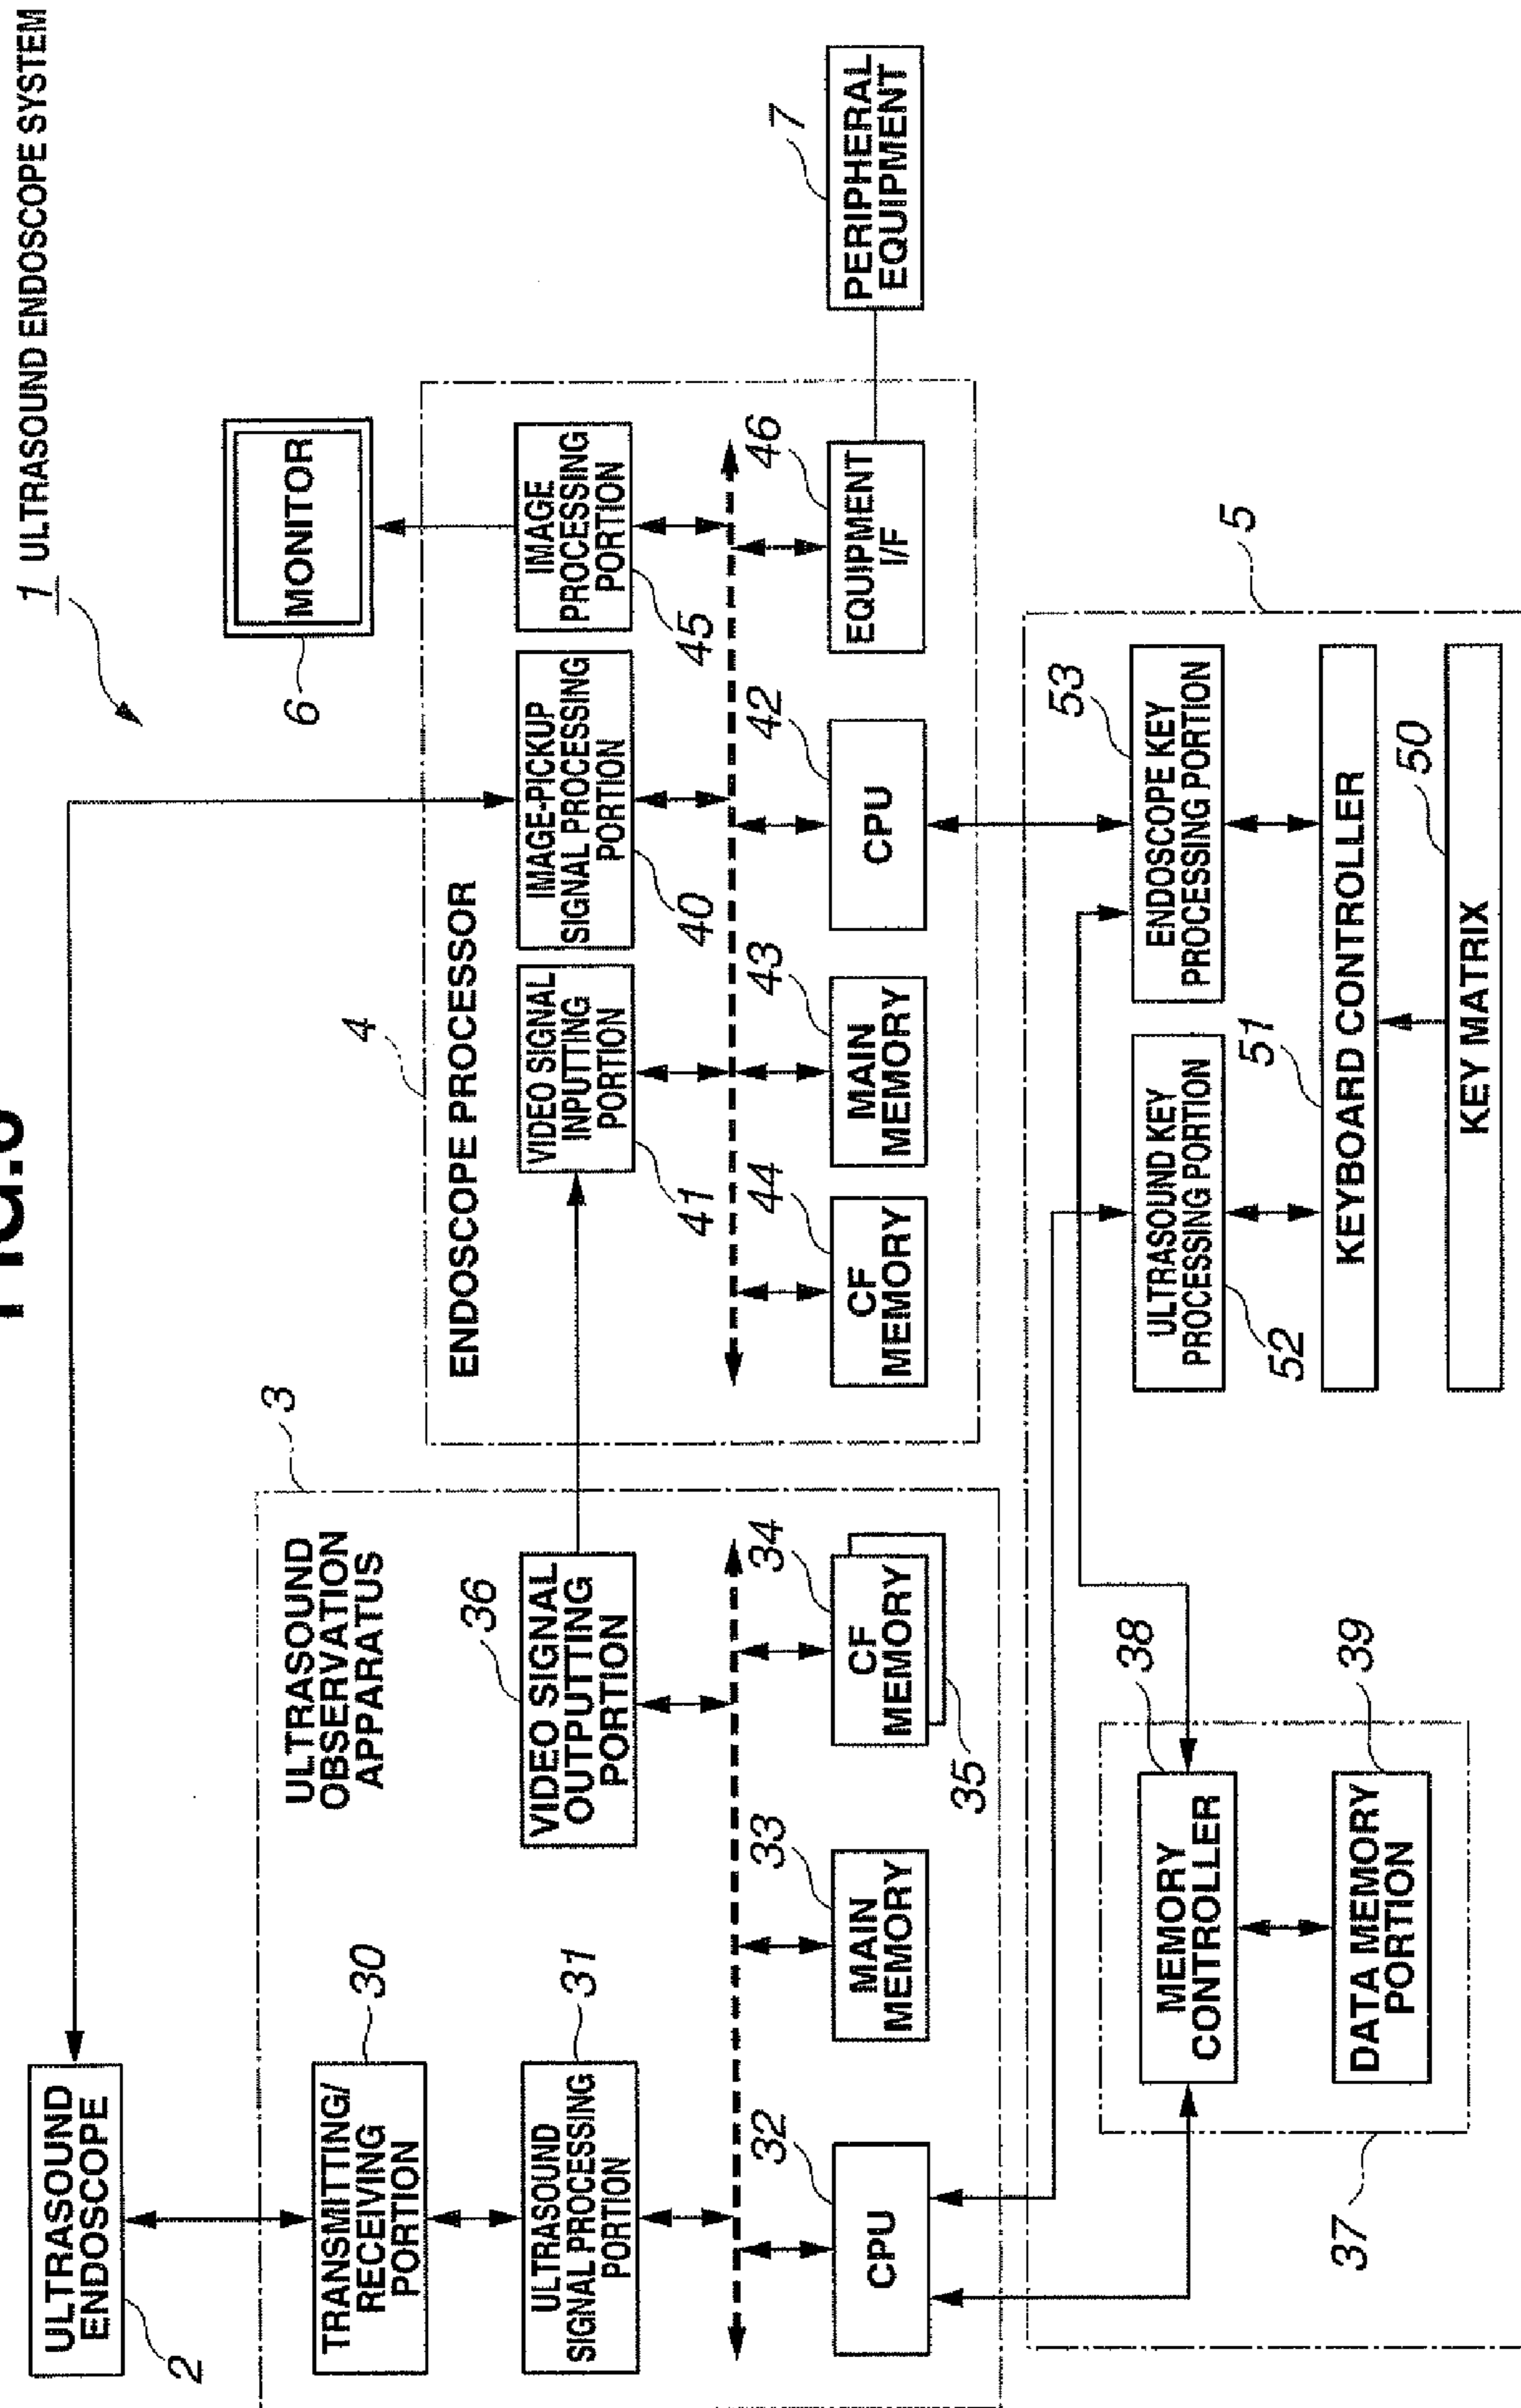 1 ULTRASOUND ENDOSCOPE SYSTEM
ULTRASOUND
ENDOSCOPE
2
MONITOR
6
3
ULTRASOUND
OBSERVATION
APPARATUS
TRANSMITTING/
RECEIVING
PORTION
30
ULTRASOUND
SIGNAL PROCESSING
PORTION
31
VIDEO SIGNAL
OUTPUTTING
PORTION
36
CPU
32
MAIN
MEMORY
33
CF
MEMORY
34
35
4
ENDOSCOPE PROCESSOR
VIDEO SIGNAL
INPUTTING
PORTION
41
IMAGE-PICKUP
SIGNAL PROCESSING
PORTION
40
IMAGE
PROCESSING
PORTION
45
CF
MEMORY
44
MAIN
MEMORY
43
CPU
42
EQUIPMENT
I/F
46
PERIPHERAL
EQUIPMENT
7
5
MEMORY
CONTROLLER
38
DATA MEMORY
PORTION
39
37
ULTRASOUND KEY
PROCESSING PORTION
52
ENDOSCOPE KEY
PROCESSING PORTION
53
KEYBOARD CONTROLLER
51
KEY MATRIX
50